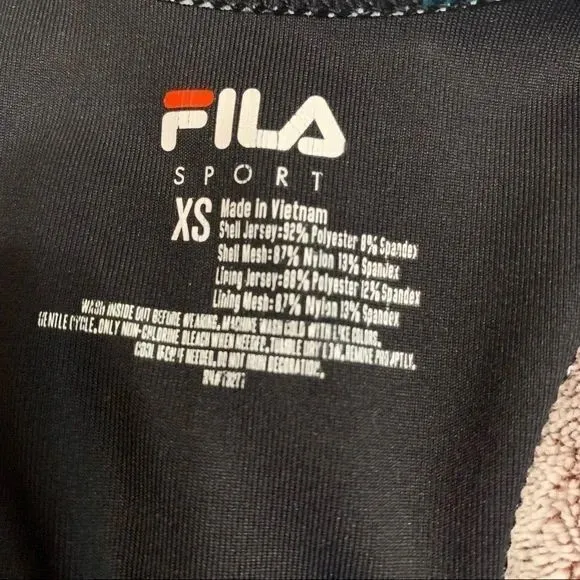 FILA
SPORT
XS
Made In Vietnam
Shell Jersey:92% Polyester 8% Spandex
Shell Mesh:87% Nylon 13% Spandex
Lining Jersey:88% Polyester 12% Spandex
Lining Mesh:87% Nylon 13% Spandex
WASH INSIDE OUT BEFORE WEARING. MACHINE WASH COLD WITH LIKE COLORS.
GENTLE CYCLE. ONLY NON-CHLORINE BLEACH WHEN NEEDED. TUMBLE DRY LOW. REMOVE PROMPTLY.
COOL IRON IF NEEDED. DO NOT IRON DECORATION.